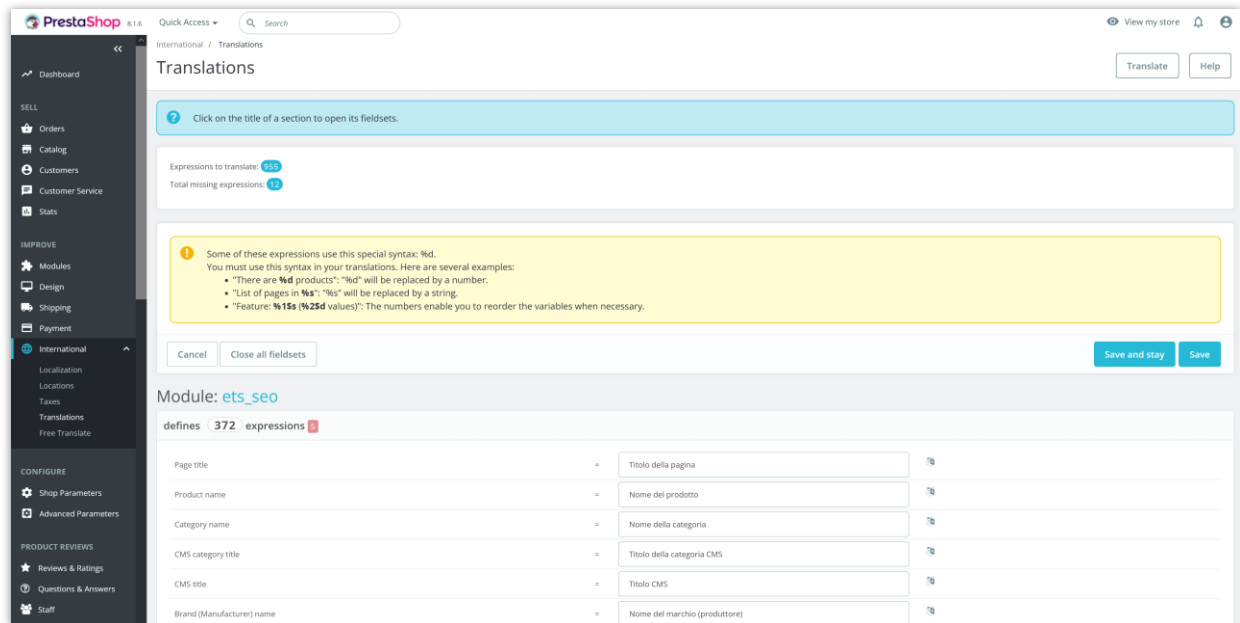 PrestaShop 8.1.6 Quick Access Search View my store
International / Translations
Translations Translate Help
Dashboard
Click on the title of a section to open its fieldsets.
SELL
Orders
Catalog
Customers
Customer Service
Stats
Expressions to translate: 955
Total missing expressions: 12
IMPROVE
Modules
Design
Shipping
Payment
International
Localization
Locations
Taxes
Translations
Free Translate
Some of these expressions use this special syntax: %d.
You must use this syntax in your translations. Here are several examples:
• "There are %d products": "%d" will be replaced by a number.
• "List of pages in %s": "%s" will be replaced by a string.
• "Feature: %1$s (%2$d values)": The numbers enable you to reorder the variables when necessary.
Cancel Close all fieldsets Save and stay Save
Module: ets_seo
defines 372 expressions 5
CONFIGURE
Shop Parameters
Advanced Parameters
PRODUCT REVIEWS
Reviews & Ratings
Questions & Answers
Staff
Page title = Titolo della pagina
Product name = Nome del prodotto
Category name = Nome della categoria
CMS category title = Titolo della categoria CMS
CMS title = Titolo CMS
Brand (Manufacturer) name = Nome del marchio (produttore)